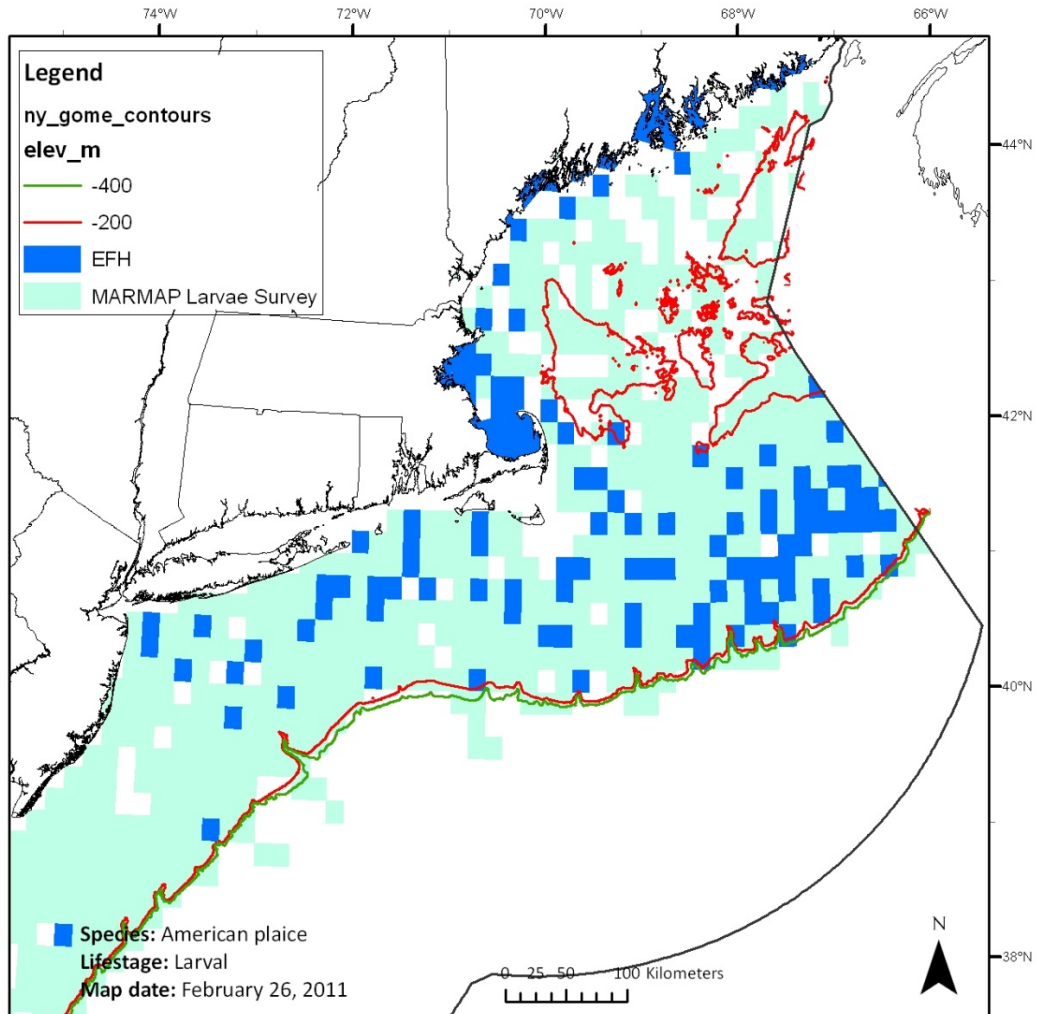 72°W 70°W 68°W 66°W
Legend
ny_gome_contours
elev_m
-400
-200
EFH
MARMAP Larvae Survey
44°N
42°N
40°N
38°N
N
Species: American plaice
Lifestage: Larval
Map date: February 26, 2011
0 25 50 100 Kilometers